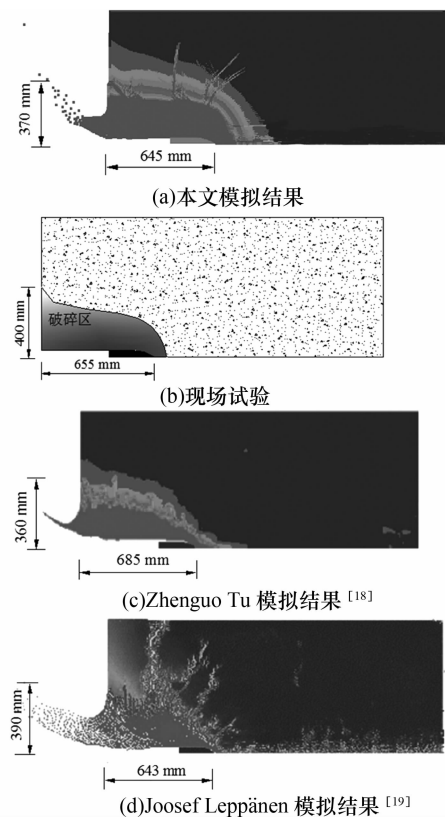 370 mm
645 mm
(a)本文模拟结果
400 mm
破碎区
655 mm
(b)现场试验
360 mm
685 mm
(c)Zhenguo Tu 模拟结果[18]
390 mm
643 mm
(d)Joosef Leppänen 模拟结果[19]